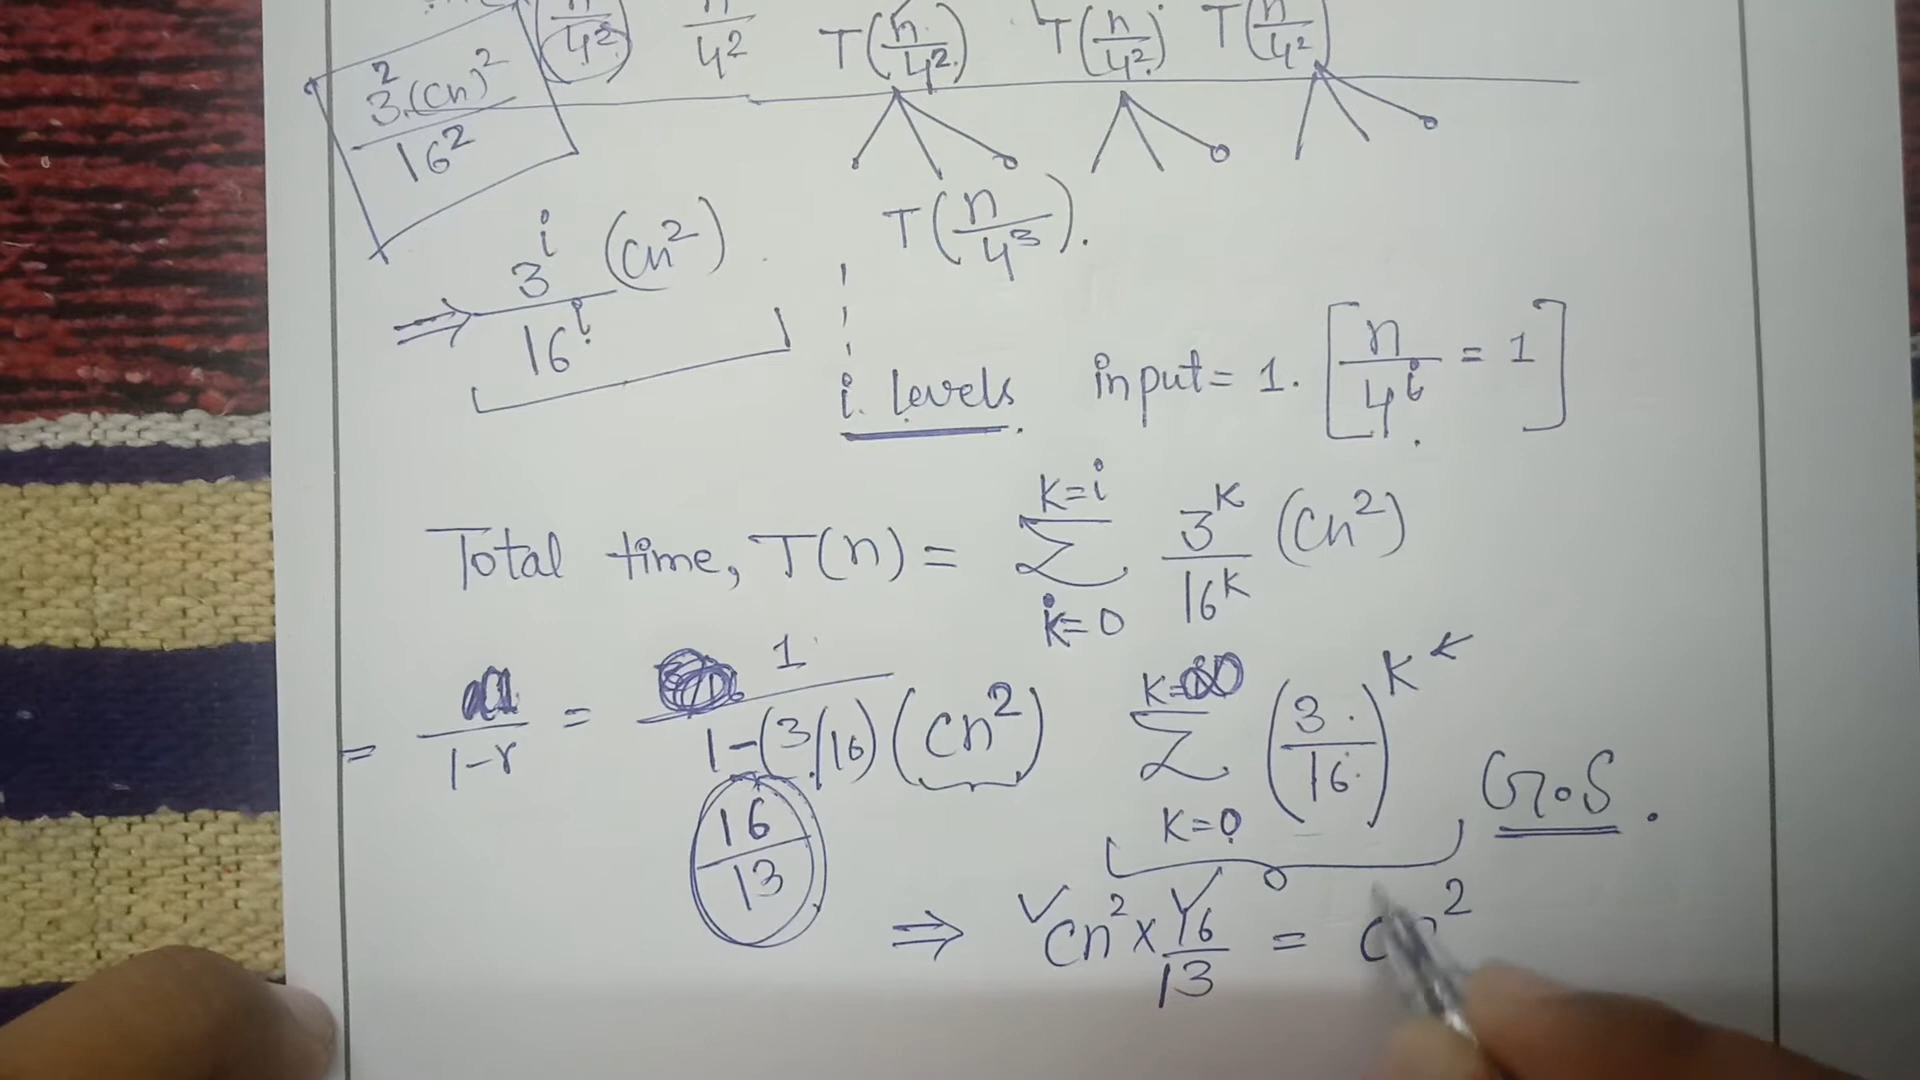 n/4² n/4² T(n/4²) T(n/4²) T(n/4²)
3².(cn)²/16²
T(n/4³).
⇒ 3^i/16^i (cn²)
i. levels. input = 1. [n/4^i = 1]
Total time, T(n) = Σ_{k=0}^{k=i} 3^k/16^k (cn²)
= a/1-r = 1/1-(3/16) (cn²) Σ_{k=0}^{k=∞} (3/16)^k ← G.S.
16/13
⇒ cn² x 16/13 = cn²